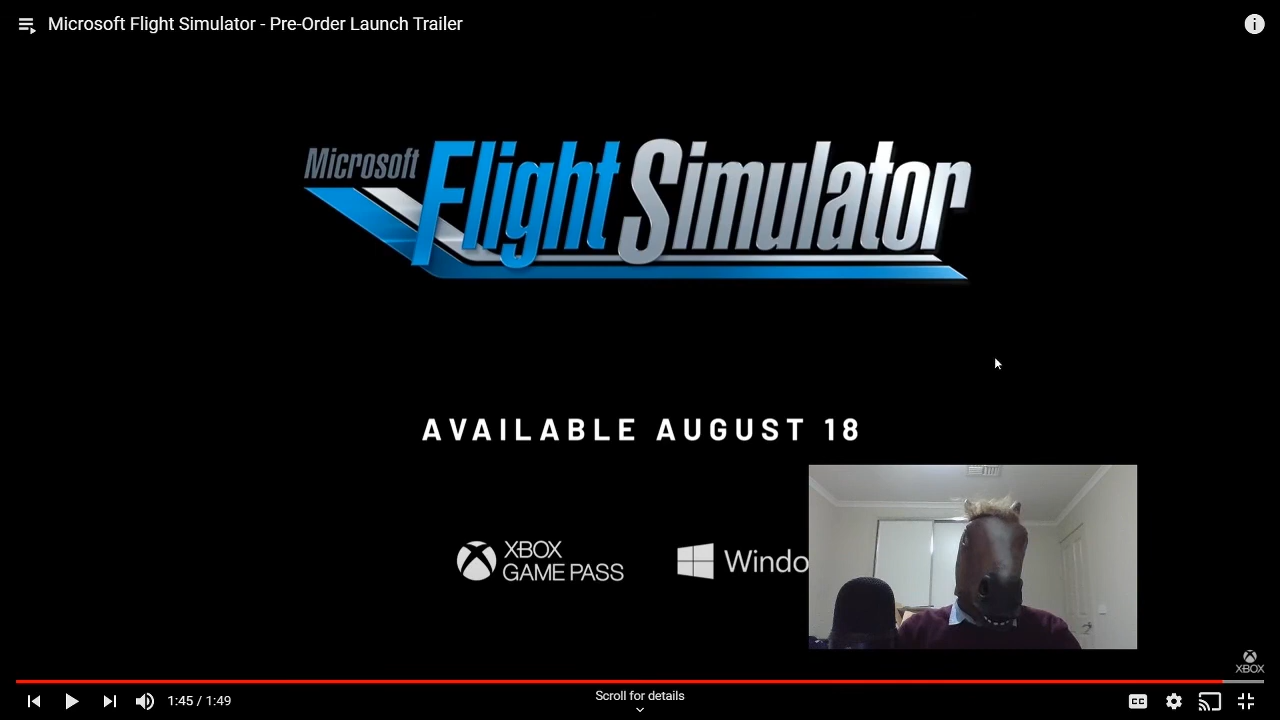 Microsoft Flight Simulator - Pre-Order Launch Trailer
Microsoft Flight Simulator
AVAILABLE AUGUST 18
XBOX
GAME PASS
Windo
XBOX
1:45 / 1:49
Scroll for details
CC